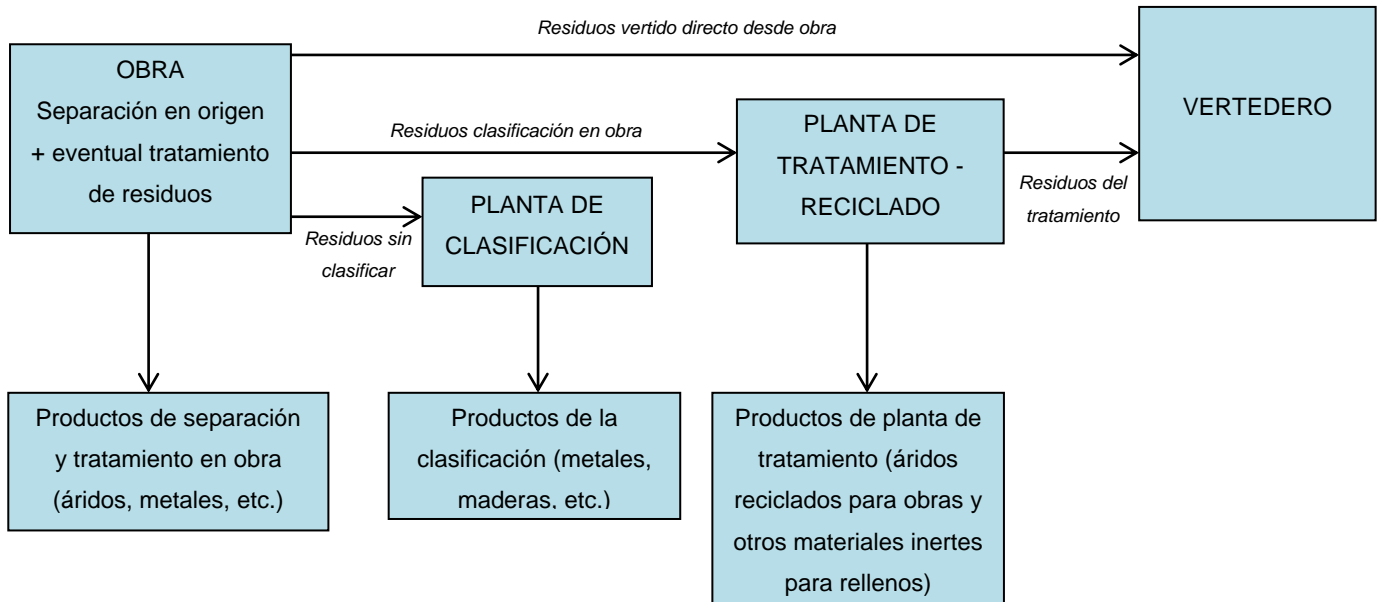 Residuos vertido directo desde obra
OBRA
Separación en origen
+ eventual tratamiento
de residuos
VERTEDERO
Residuos clasificación en obra
PLANTA DE
TRATAMIENTO -
RECICLADO
Residuos del
tratamiento
Residuos sin
clasificar
PLANTA DE
CLASIFICACIÓN
Productos de separación
y tratamiento en obra
(áridos, metales, etc.)
Productos de la
clasificación (metales,
maderas, etc.)
Productos de planta de
tratamiento (áridos
reciclados para obras y
otros materiales inertes
para rellenos)